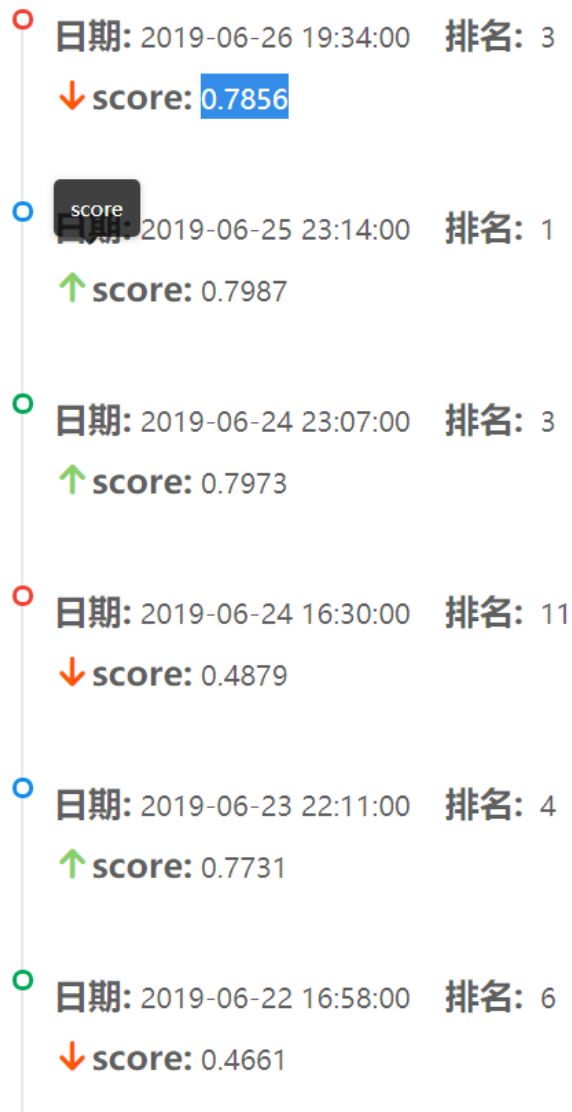 日期: 2019-06-26 19:34:00 排名: 3
score: 0.7856
score
日期: 2019-06-25 23:14:00 排名: 1
score: 0.7987
日期: 2019-06-24 23:07:00 排名: 3
score: 0.7973
日期: 2019-06-24 16:30:00 排名: 11
score: 0.4879
日期: 2019-06-23 22:11:00 排名: 4
score: 0.7731
日期: 2019-06-22 16:58:00 排名: 6
score: 0.4661